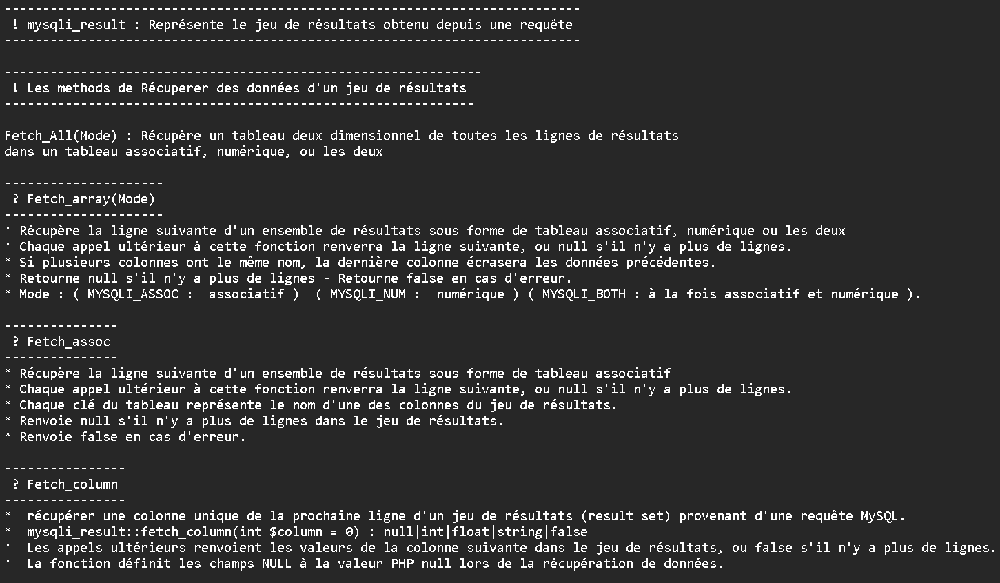 ----------------------------------------------------------------------------
! mysqli_result : Représente le jeu de résultats obtenu depuis une requête
----------------------------------------------------------------------------
---------------------------------------------------------------
! Les methods de Récuperer des données d'un jeu de résultats
--------------------------------------------------------------
Fetch_All(Mode) : Récupère un tableau deux dimensionnel de toutes les lignes de résultats
dans un tableau associatif, numérique, ou les deux
---------------------
? Fetch_array(Mode)
---------------------
* Récupère la ligne suivante d'un ensemble de résultats sous forme de tableau associatif, numérique ou les deux
* Chaque appel ultérieur à cette fonction renverra la ligne suivante, ou null s'il n'y a plus de lignes.
* Si plusieurs colonnes ont le même nom, la dernière colonne écrasera les données précédentes.
* Retourne null s'il n'y a plus de lignes - Retourne false en cas d'erreur.
* Mode : ( MYSQLI_ASSOC :  associatif )  ( MYSQLI_NUM :  numérique ) ( MYSQLI_BOTH : à la fois associatif et numérique ).
---------------
? Fetch_assoc
---------------
* Récupère la ligne suivante d'un ensemble de résultats sous forme de tableau associatif
* Chaque appel ultérieur à cette fonction renverra la ligne suivante, ou null s'il n'y a plus de lignes.
* Chaque clé du tableau représente le nom d'une des colonnes du jeu de résultats.
* Renvoie null s'il n'y a plus de lignes dans le jeu de résultats.
* Renvoie false en cas d'erreur.
----------------
? Fetch_column
----------------
*  récupérer une colonne unique de la prochaine ligne d'un jeu de résultats (result set) provenant d'une requête MySQL.
*  mysqli_result::fetch_column(int $column = 0) : null|int|float|string|false
*  Les appels ultérieurs renvoient les valeurs de la colonne suivante dans le jeu de résultats, ou false s'il n'y a plus de lignes.
*  La fonction définit les champs NULL à la valeur PHP null lors de la récupération de données.